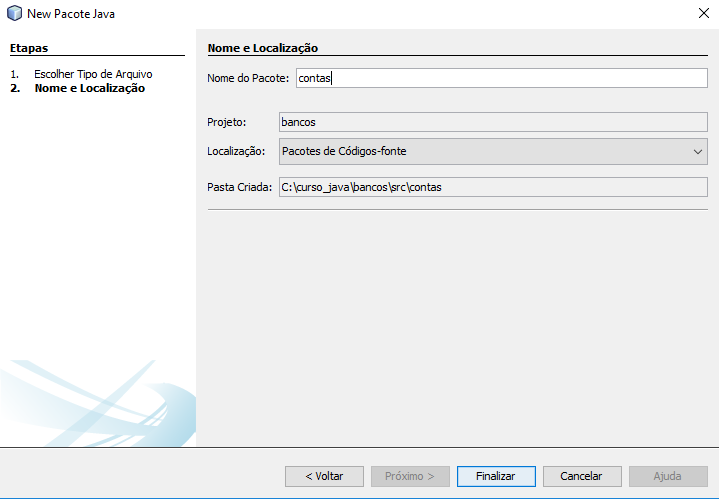 New Pacote Java
Etapas
1. Escolher Tipo de Arquivo
2. Nome e Localização
Nome e Localização
Nome do Pacote: contas
Projeto: bancos
Localização: Pacotes de Códigos-fonte
Pasta Criada: C:\curso_java\bancos\src\contas
< Voltar Próximo > Finalizar Cancelar Ajuda